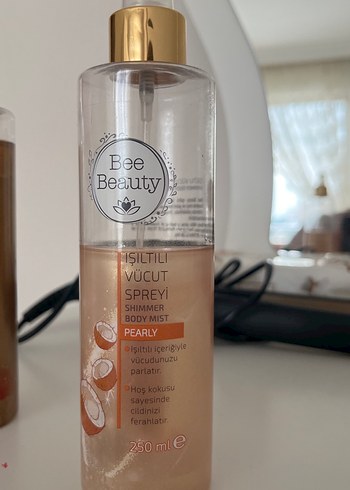 Bee
Beauty
IŞILTILI
VÜCUT
SPREYİ
SHIMMER
BODY MIST
PEARLY
Işıltılı içeriğiyle
vücudunuzu
parlatır.
Hoş kokusu
sayesinde
cildinizi
ferahlatır.
250 ml e